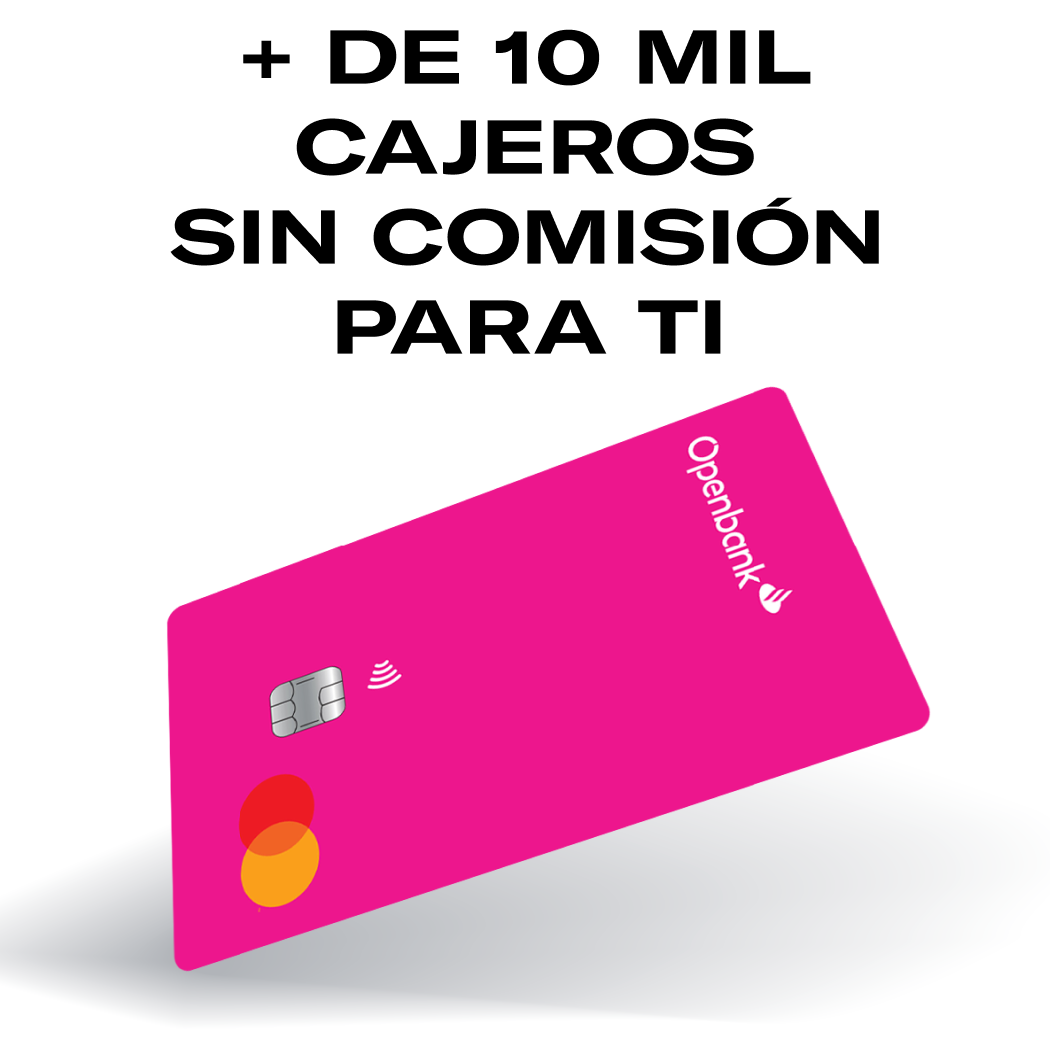 + DE 10 MIL
CAJEROS
SIN COMISIÓN
PARA TI
Openbank